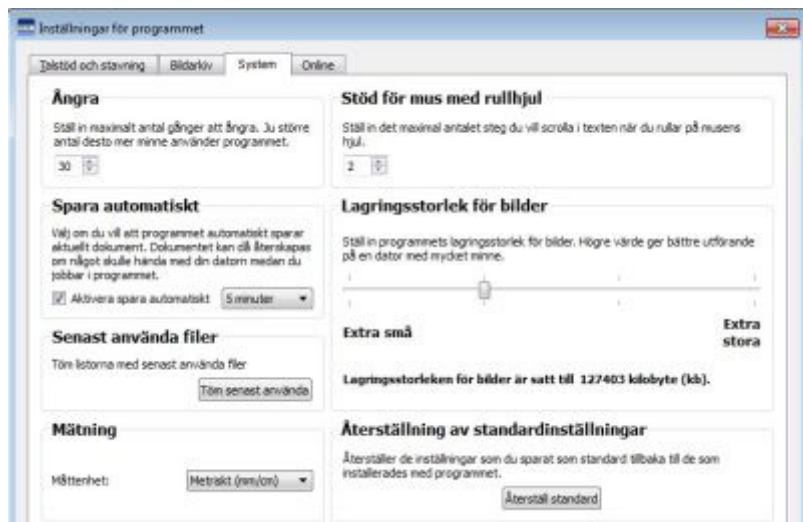 Inställningar för programmet
Talstöd och stavning
Bildarkiv
System
Online
Ångra
Ställ in maximalt antal gånger att ångra. Ju större
antal desto mer minne använder programmet.
30
Spara automatiskt
Välj om du vill att programmet automatiskt sparar
aktuellt dokument. Dokumentet kan då återskapas
om något skulle hända med din datorn medan du
jobbar i programmet.
Aktivera spara automatiskt
5 minuter
Senast använda filer
Töm listorna med senast använda filer
Töm senast använda
Mätning
Måttenhet:
Metriskt (mm/cm)
Stöd för mus med rullhjul
Ställ in det maximal antalet steg du vill scrolla i texten när du rullar på musens
hjul.
2
Lagringsstorlek för bilder
Ställ in programmets lagringsstorlek för bilder. Högre värde ger bättre utförande
på en dator med mycket minne.
Extra små
Extra
stora
Lagringsstorleken för bilder är satt till 127403 kilobyte (kb).
Återställning av standardinställningar
Återställer de inställningar som du sparat som standard tillbaka till de som
installerades med programmet.
Återställ standard